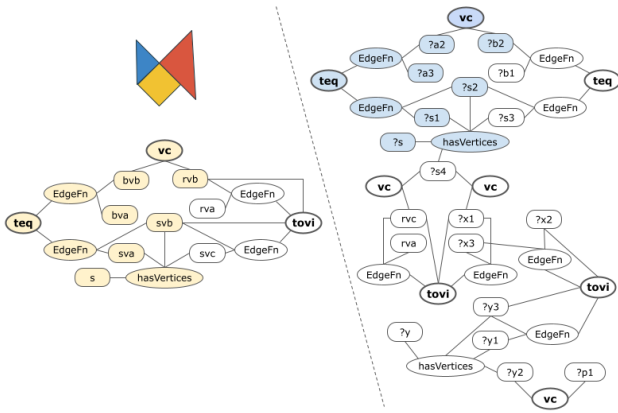 vc
bvb
rvb
EdgeFn
EdgeFn
bva
rva
teq
svb
tovi
EdgeFn
sva
svc
EdgeFn
s
hasVertices
vc
?a2
?b2
EdgeFn
EdgeFn
?a3
?b1
teq
?s2
teq
EdgeFn
EdgeFn
?s1
?s3
?s
hasVertices
?s4
vc
vc
rvc
?x1
?x2
rva
?x3
EdgeFn
EdgeFn
EdgeFn
tovi
tovi
?y3
?y
?y1
EdgeFn
hasVertices
?y2
?p1
vc